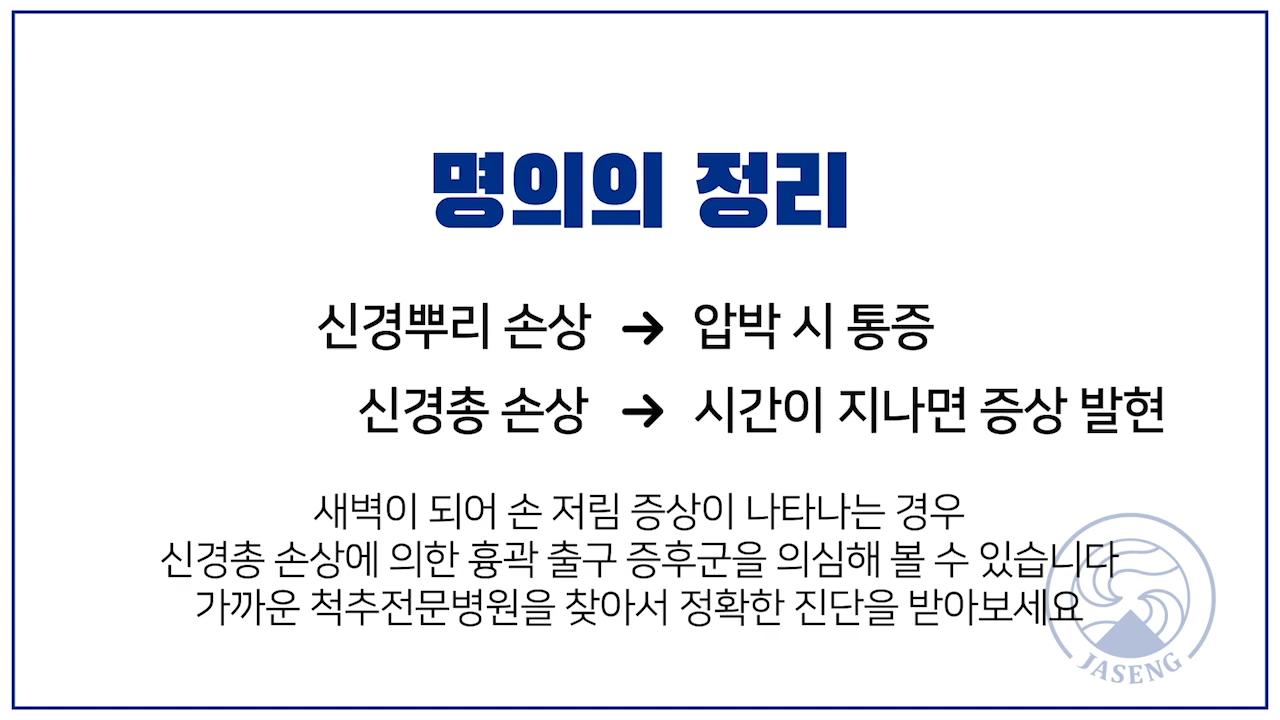 명의의 정리
신경뿌리 손상 → 압박 시 통증
신경총 손상 → 시간이 지나면 증상 발현
새벽이 되어 손 저림 증상이 나타나는 경우
신경총 손상에 의한 흉곽 출구 증후군을 의심해 볼 수 있습니다
가까운 척추전문병원을 찾아서 정확한 진단을 받아보세요
JASENG